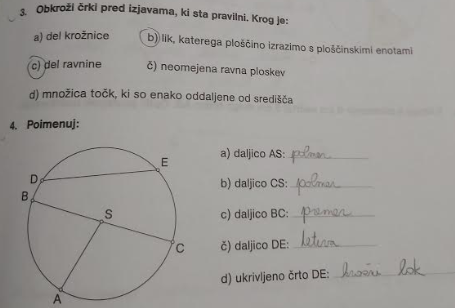 3. Obkroži črki pred izjavama, ki sta pravilni. Krog je:
a) del krožnice b) lik, katerega ploščino izrazimo s ploščinskimi enotami
c) del ravnine č) neomejena ravna ploskev
d) množica točk, ki so enako oddaljene od središča
4. Poimenuj:
a) daljico AS: polmer
b) daljico CS: polmer
c) daljico BC: premer
č) daljico DE: tetiva
d) ukrivljeno črto DE: krožni lok
E
D
B
S
C
A